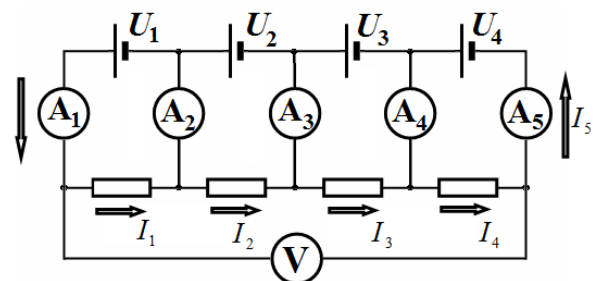 U₁ U₂ U₃ U₄
A₁ A₂ A₃ A₄ A₅ I₅
I₁ I₂ I₃ I₄
V